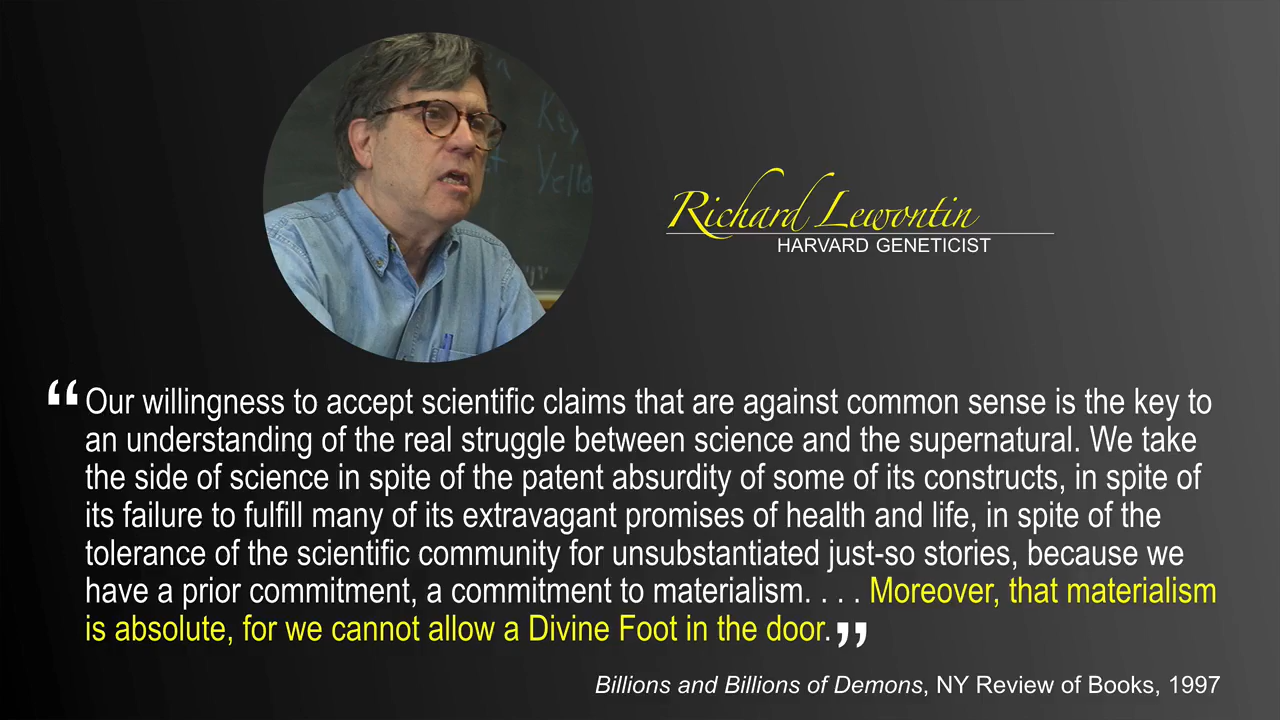 Richard Lewontin
HARVARD GENETICIST
“Our willingness to accept scientific claims that are against common sense is the key to
an understanding of the real struggle between science and the supernatural. We take
the side of science in spite of the patent absurdity of some of its constructs, in spite of
its failure to fulfill many of its extravagant promises of health and life, in spite of the
tolerance of the scientific community for unsubstantiated just-so stories, because we
have a prior commitment, a commitment to materialism. . . . Moreover, that materialism
is absolute, for we cannot allow a Divine Foot in the door.”
Billions and Billions of Demons, NY Review of Books, 1997